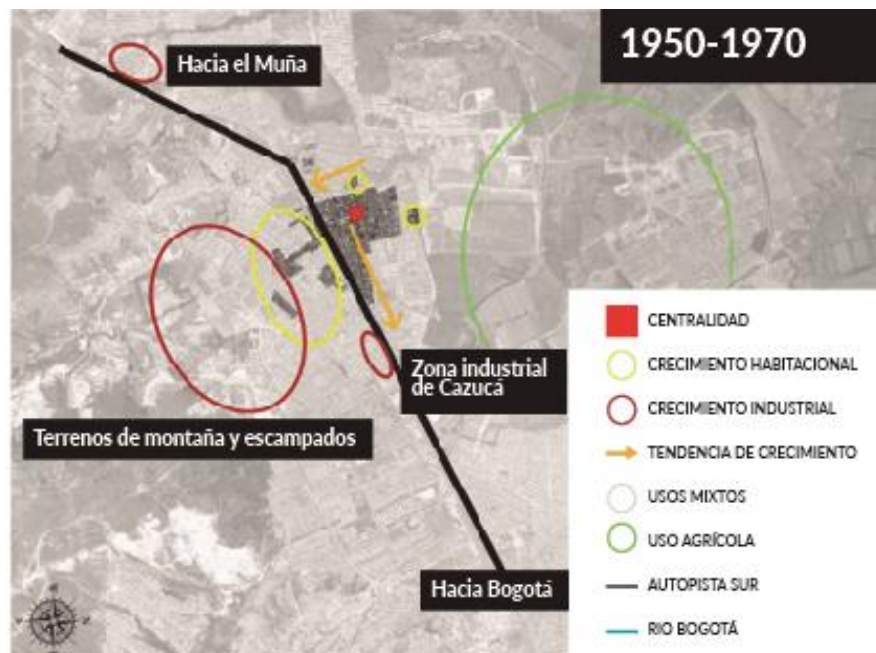 1950-1970
Hacia el Muña
Zona industrial
de Cazucá
Terrenos de montaña y escampados
Hacia Bogotá
CENTRALIDAD
CRECIMIENTO HABITACIONAL
CRECIMIENTO INDUSTRIAL
TENDENCIA DE CRECIMIENTO
USOS MIXTOS
USO AGRÍCOLA
AUTOPISTA SUR
RIO BOGOTÁ